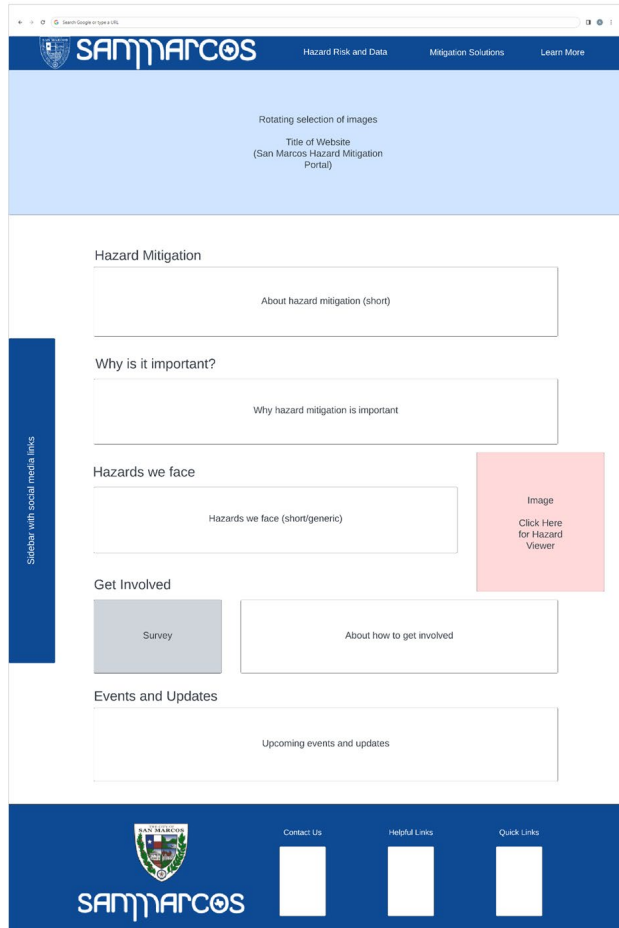 Search Google or type a URL
SANMARCOS
Hazard Risk and Data
Mitigation Solutions
Learn More
Rotating selection of images
Title of Website
(San Marcos Hazard Mitigation
Portal)
Hazard Mitigation
About hazard mitigation (short)
Why is it important?
Why hazard mitigation is important
Sidebar with social media links
Hazards we face
Hazards we face (short/generic)
Image
Click Here
for Hazard
Viewer
Get Involved
Survey
About how to get involved
Events and Updates
Upcoming events and updates
SAN MARCOS
SANMARCOS
Contact Us
Helpful Links
Quick Links